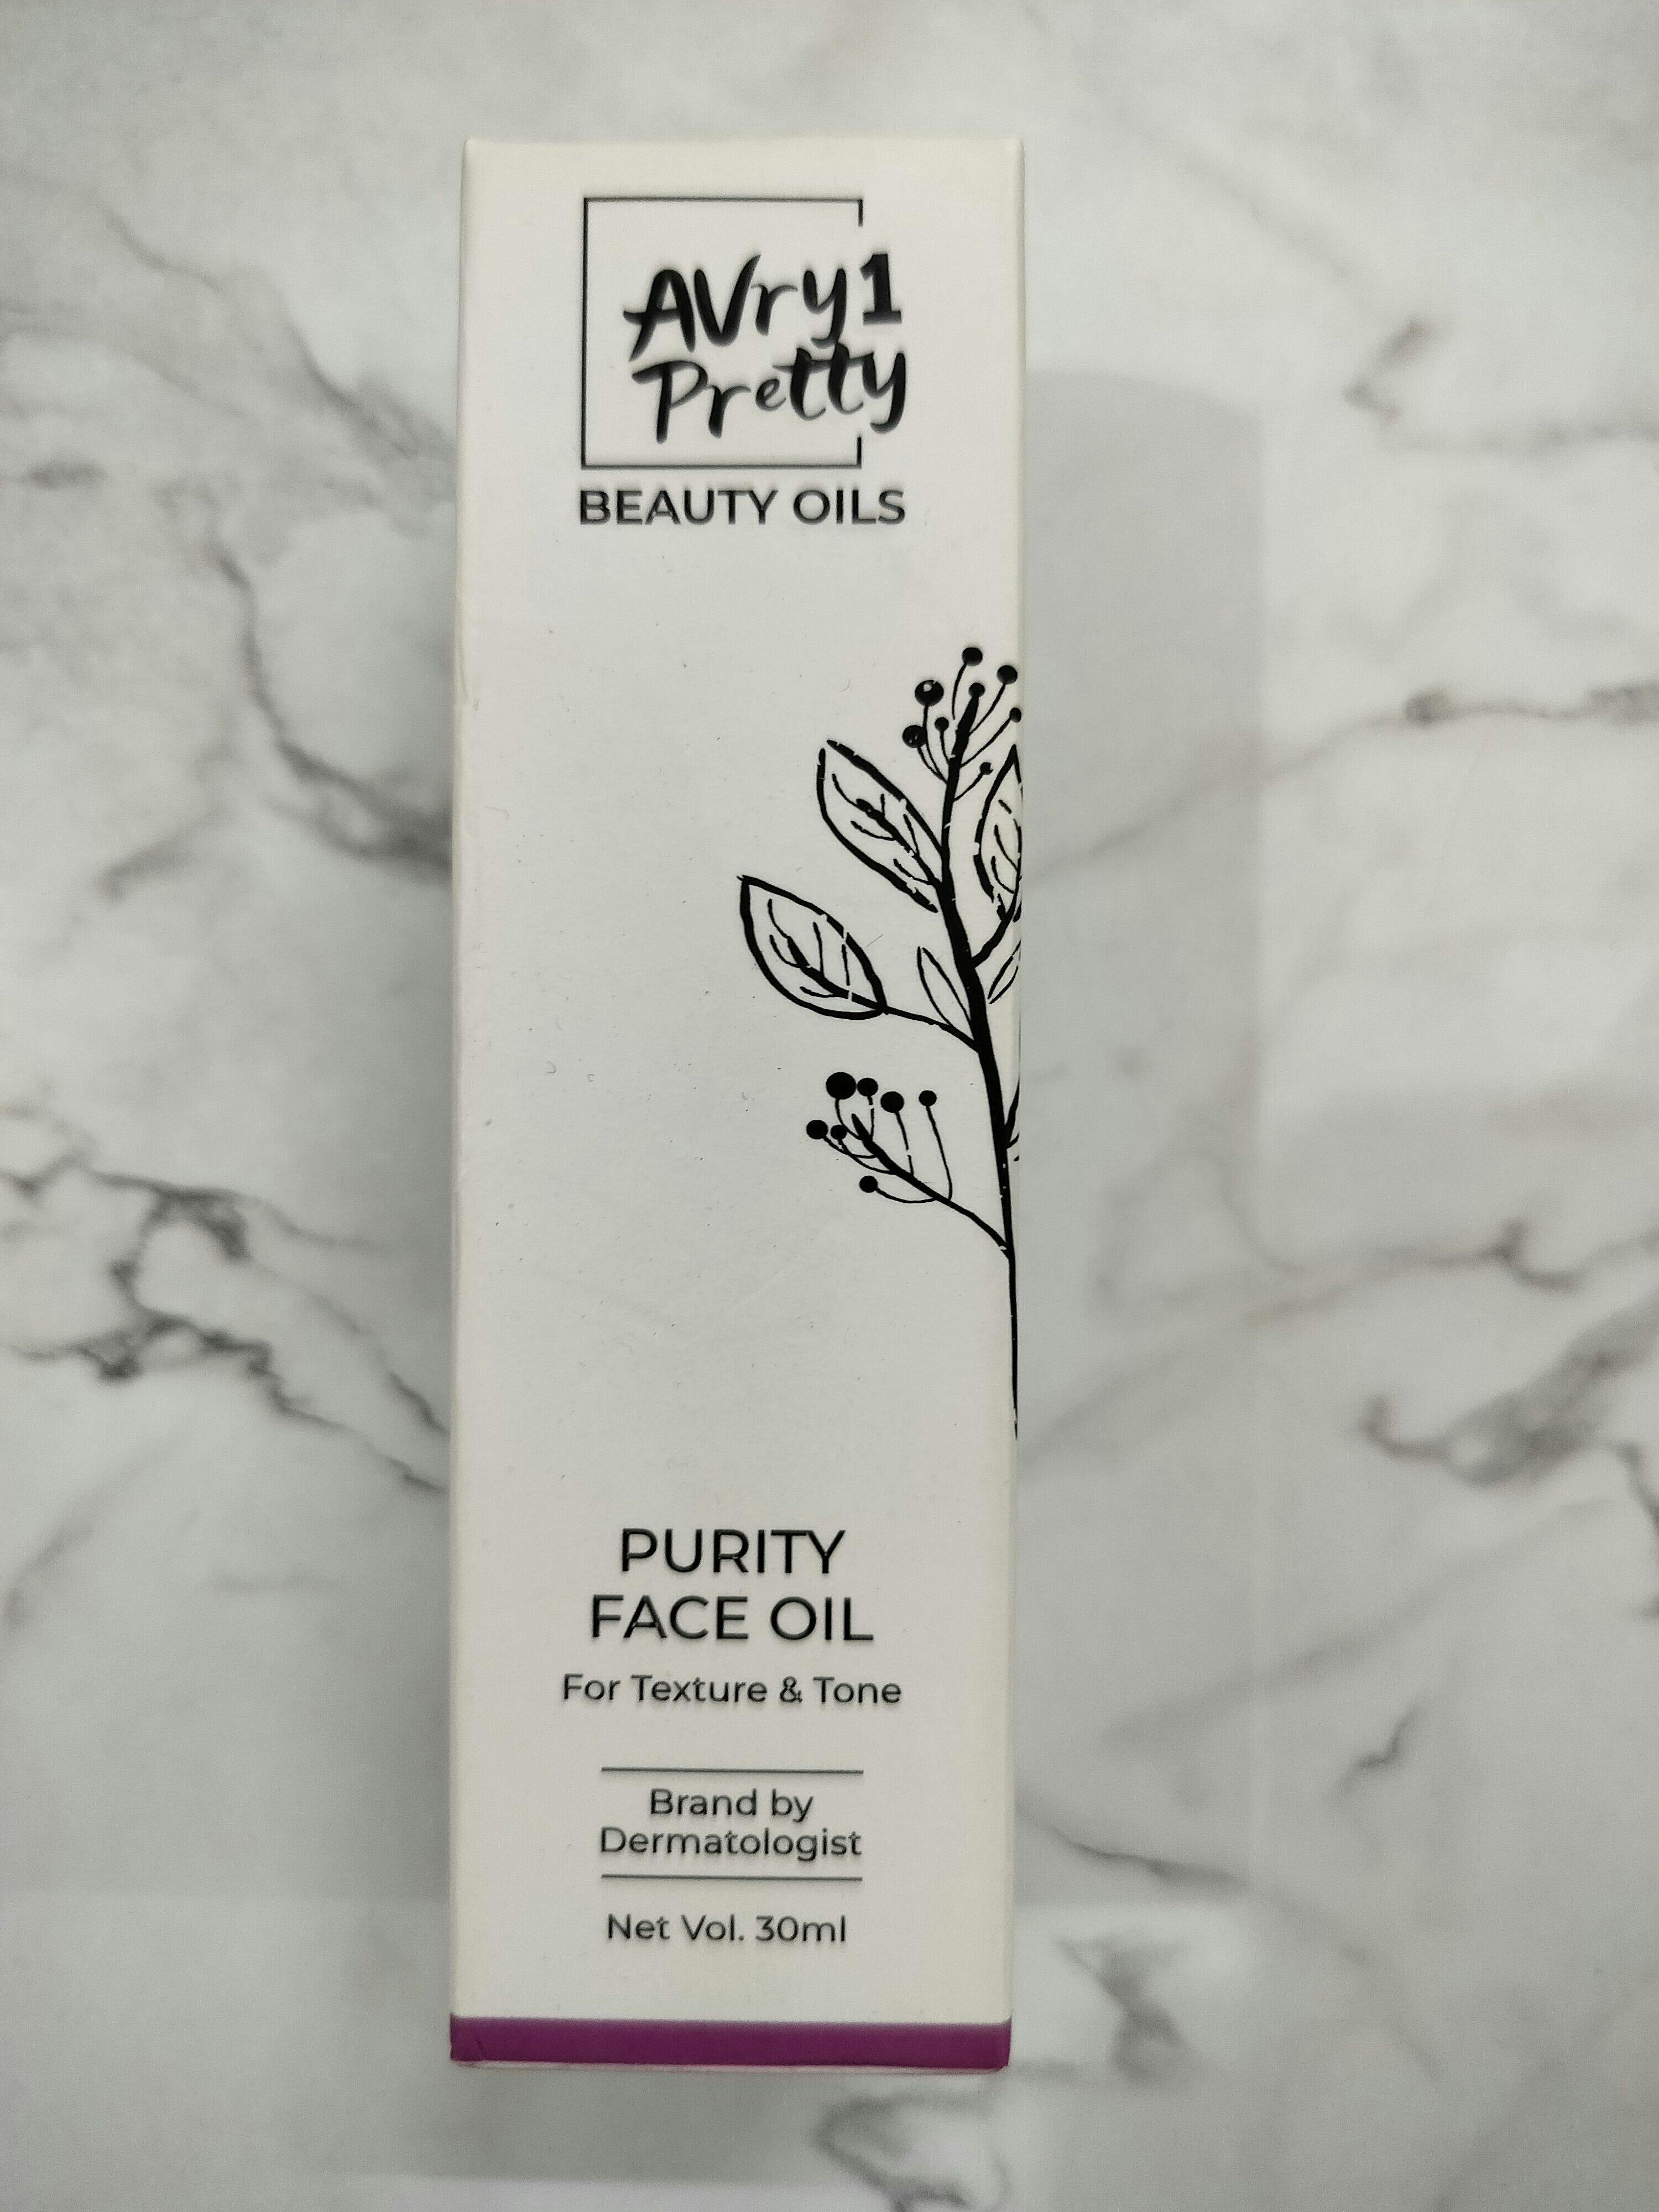 AVry1
Pretty
BEAUTY OILS
PURITY
FACE OIL
For Texture & Tone
Brand by
Dermatologist
Net Vol. 30ml